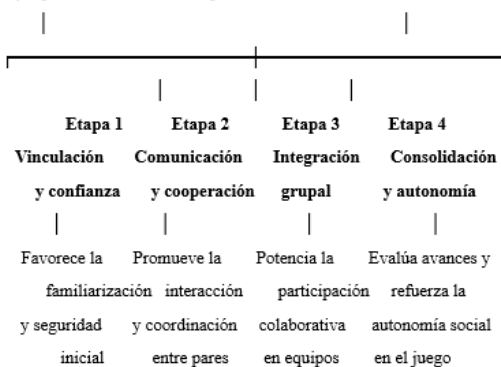 Etapa 1 Etapa 2 Etapa 3 Etapa 4
Vinculación Comunicación Integración Consolidación
y confianza y cooperación grupal y autonomía
Favorece la Promueve la Potencia la Evalúa avances y
familiarización interacción participación refuerza la
y seguridad y coordinación colaborativa autonomía social
inicial entre pares en equipos en el juego